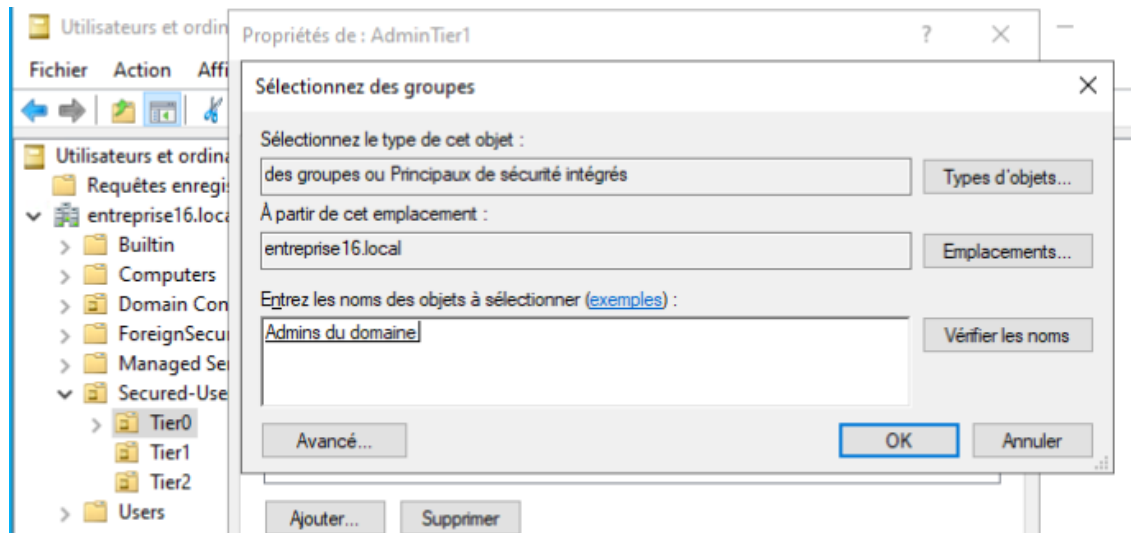 Utilisateurs et ordin
Propriétés de : AdminTier1
?
Fichier Action Affi
Sélectionnez des groupes
Sélectionnez le type de cet objet :
des groupes ou Principaux de sécurité intégrés
Types d'objets...
À partir de cet emplacement :
entreprise16.local
Emplacements...
Entrez les noms des objets à sélectionner (exemples) :
Admins du domaine
Vérifier les noms
Avancé...
OK
Annuler
Ajouter...
Supprimer
Utilisateurs et ordina
Requêtes enregi
entreprise16.loca
Builtin
Computers
Domain Con
ForeignSecu
Managed Se
Secured-Use
Tier0
Tier1
Tier2
Users